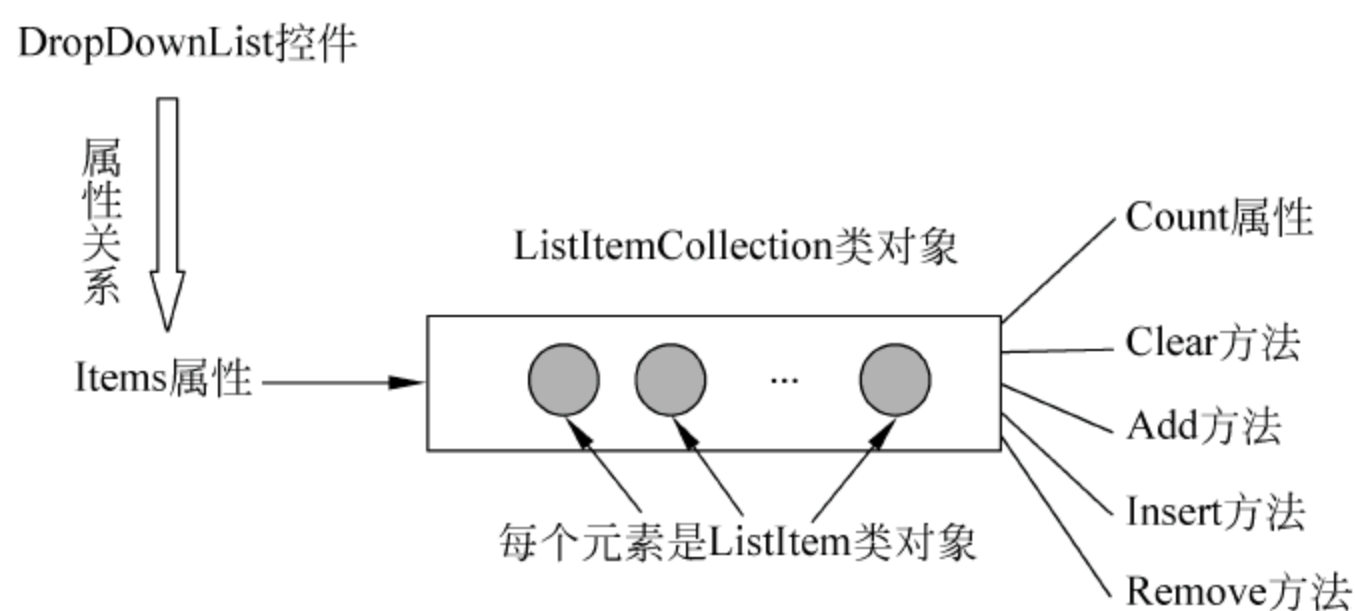 DropDownList控件
属性关系
Items属性
ListItemCollection类对象
...
每个元素是ListItem类对象
Count属性
Clear方法
Add方法
Insert方法
Remove方法